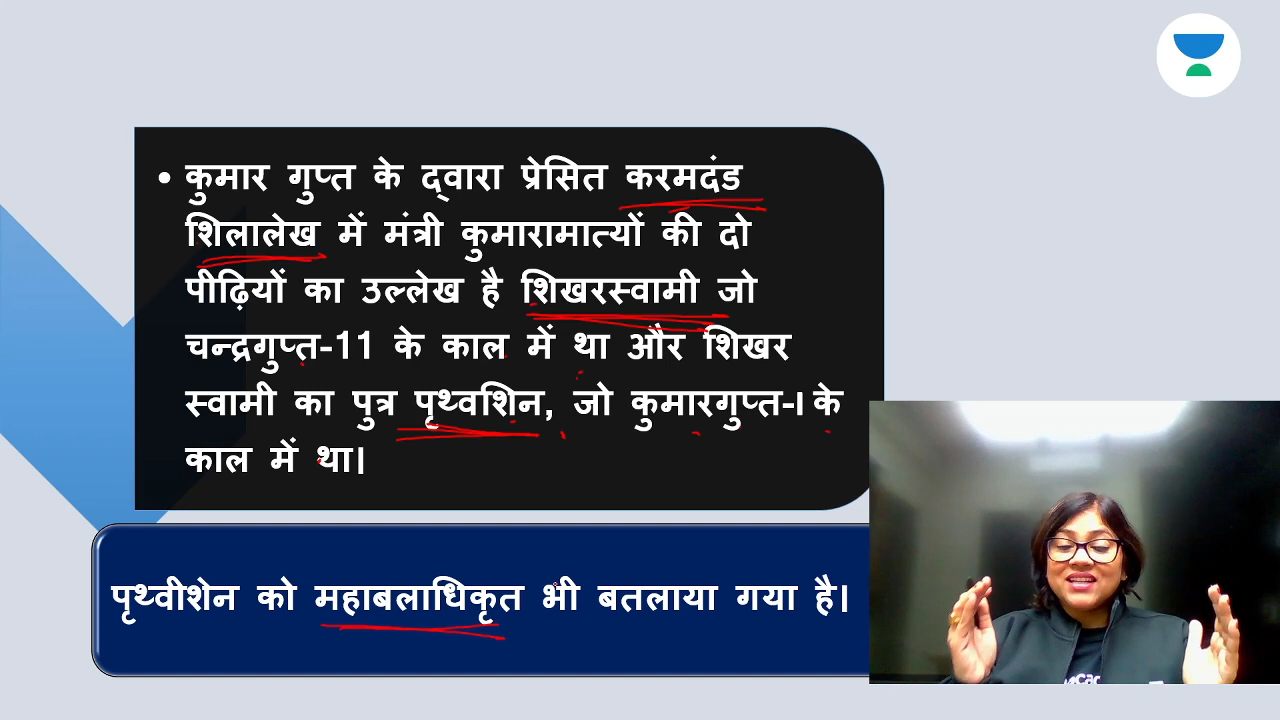 • कुमार गुप्त के द्वारा प्रेसित करमदंड
शिलालेख में मंत्री कुमारामात्यों की दो
पीढ़ियों का उल्लेख है शिखरस्वामी जो
चन्द्रगुप्त-11 के काल में था और शिखर
स्वामी का पुत्र पृथ्वशिन, जो कुमारगुप्त-I के
काल में था।
पृथ्वीशेन को महाबलाधिकृत भी बतलाया गया है।